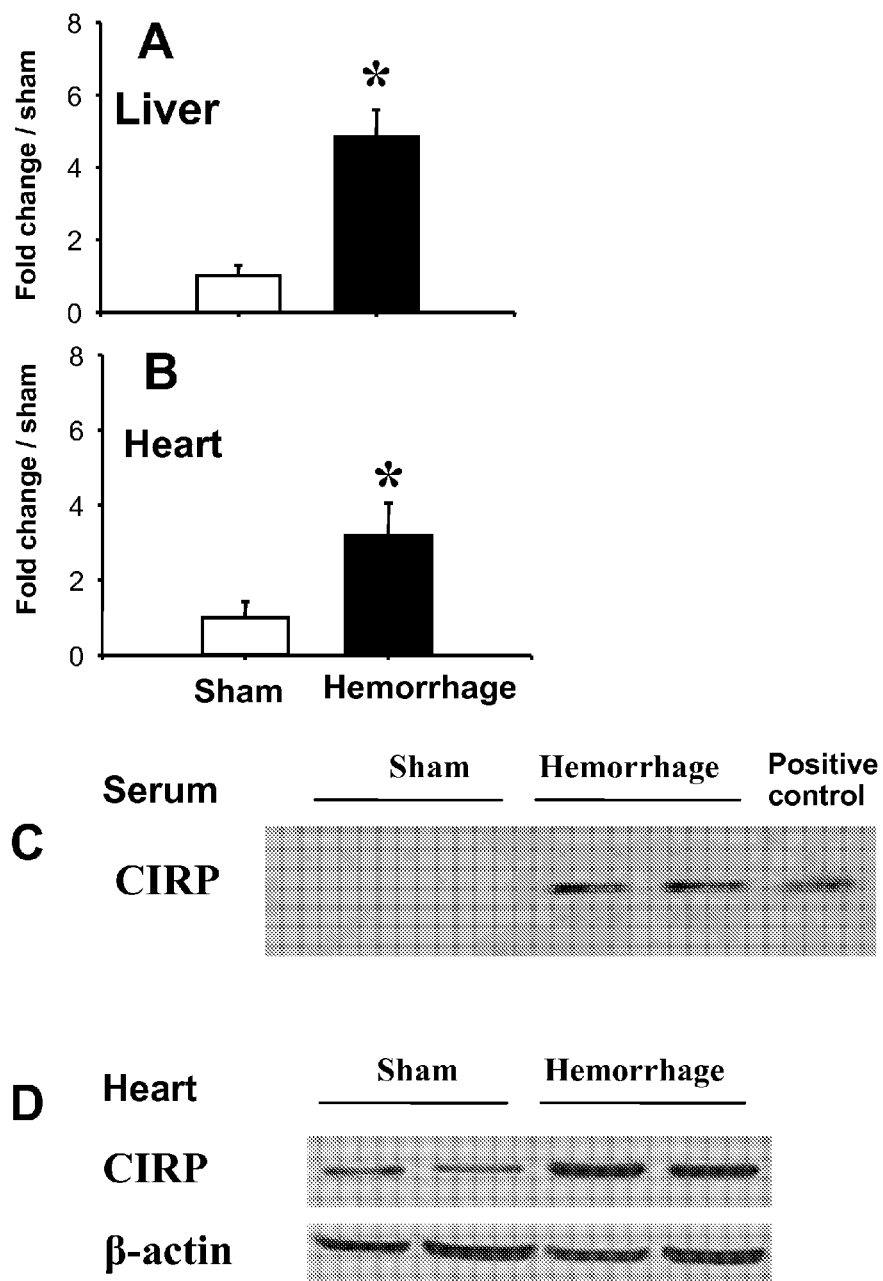 A
Liver
Fold change / sham
8
6
4
2
0
*
B
Heart
Fold change / sham
8
6
4
2
0
*
Sham Hemorrhage
C
Serum
Sham Hemorrhage Positive control
CIRP
D
Heart
Sham Hemorrhage
CIRP
β-actin